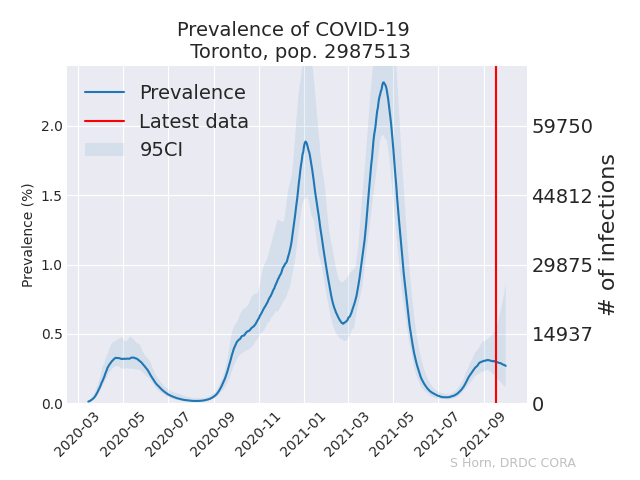 Prevalence of COVID-19
Toronto, pop. 2987513
Prevalence
Latest data
95CI
Prevalence (%)
2.0
1.5
1.0
0.5
0.0
59750
44812
29875
14937
0
# of infections
2020-03
2020-05
2020-07
2020-09
2020-11
2021-01
2021-03
2021-05
2021-07
2021-09
S Horn, DRDC CORA